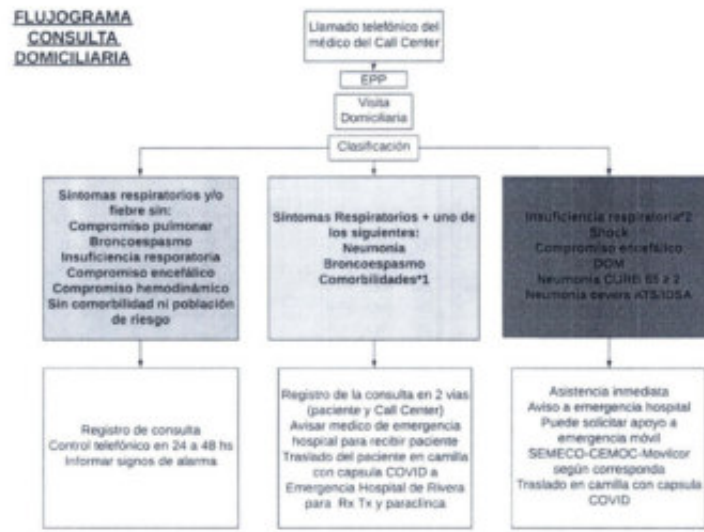 FLUJOGRAMA
CONSULTA
DOMICILIARIA
Llamado telefónico del
médico del Call Center
EPP
Visita
Domiciliaria
Clasificación
Síntomas respiratorios y/o
fiebre sin:
Compromiso pulmonar
Broncoespasmo
Insuficiencia resporatoria
Compromiso encefálico
Compromiso hemodinámico
Sin comorbilidad ni población
de riesgo
Síntomas Respiratorios + uno de
los siguientes:
Neumonía
Broncoespasmo
Comorbilidades*1
Insuficiencia respiratoria*2
Shock
Compromiso encefálico
DOM
Neumonía CURB 65 ≥ 2
Neumonía severa ATS/IDSA
Registro de consulta
Control telefónico en 24 a 48 hs
Informar signos de alarma
Registro de la consulta en 2 vías
(paciente y Call Center)
Avisar medico de emergencia
hospital para recibir paciente
Traslado del paciente en camilla
con capsula COVID a
Emergencia Hospital de Rivera
para Rx Tx y paraclínica
Asistencia inmediata
Aviso a emergencia hospital
Puede solicitar apoyo a
emergencia móvil
SEMECO-CEMOC-Movilcor
según corresponda
Traslado en camilla con capsula
COVID